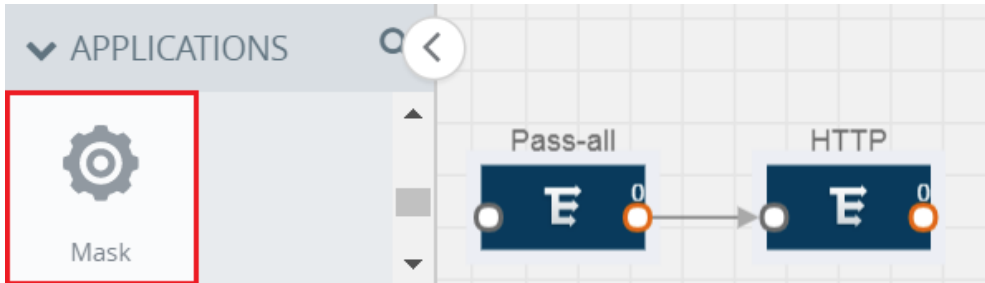 APPLICATIONS
Mask
Pass-all
0
HTTP
0